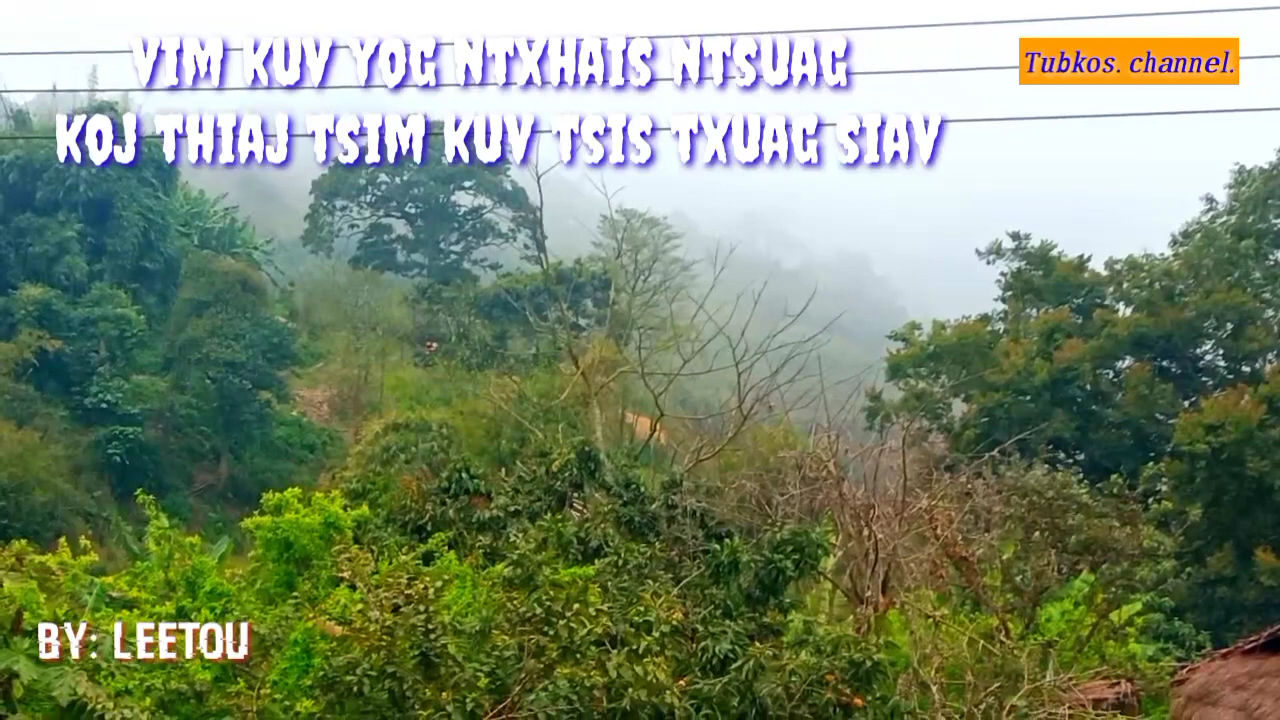 VIM KUV YOG NTXHAIS NTSUAG
Tubkos. channel.
KOJ THIAJ TSIM KUV TSIS TXUAG SIAV
BY: LEETOU